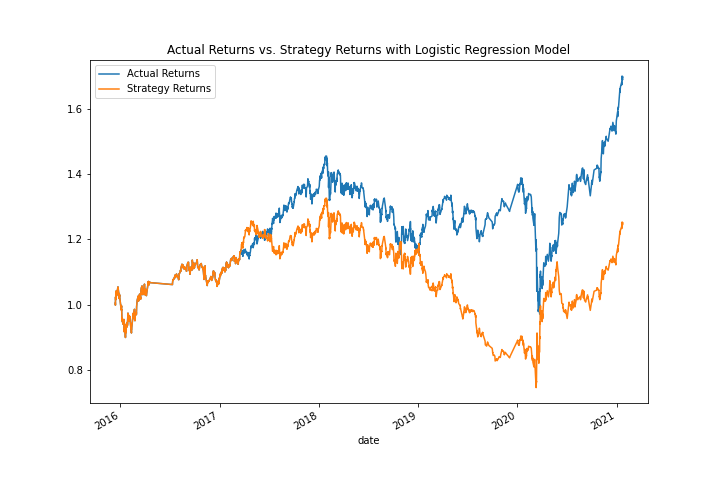 Actual Returns vs. Strategy Returns with Logistic Regression Model
Actual Returns
Strategy Returns
1.6
1.4
1.2
1.0
0.8
2016
2017
2018
2019
2020
2021
date